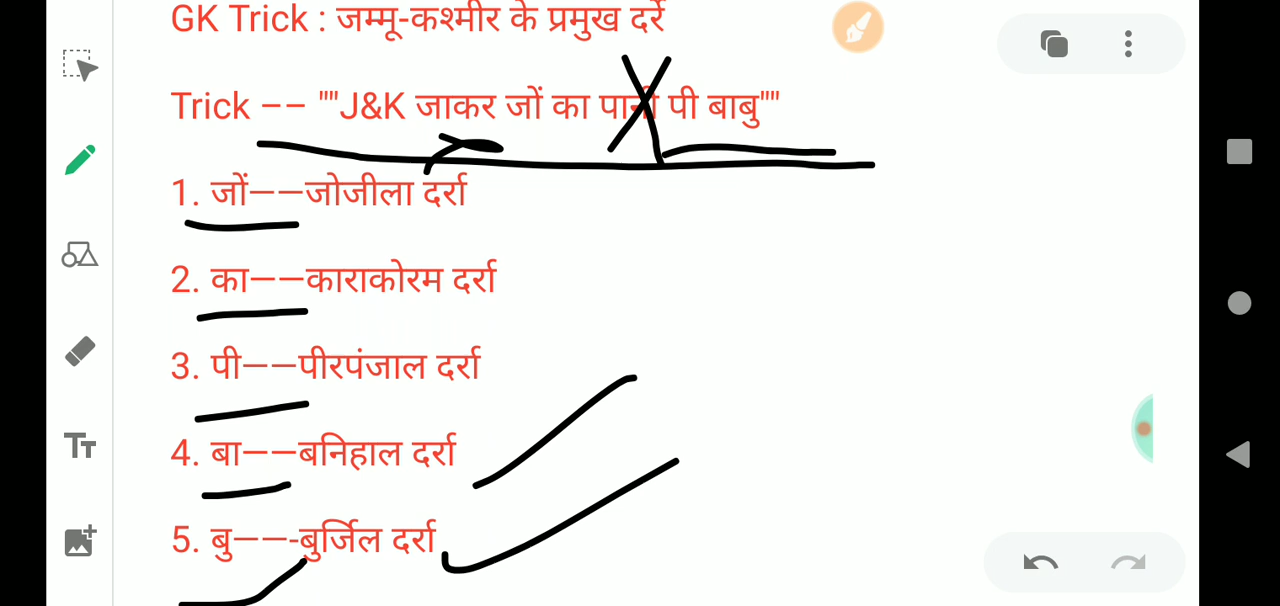 GK Trick : जम्मू-कश्मीर के प्रमुख दर्रे
Trick –– ""J&K जाकर जों का पानी पी बाबु""
1. जों––जोजीला दर्रा
2. का––काराकोरम दर्रा
3. पी––पीरपंजाल दर्रा
4. बा––बनिहाल दर्रा
5. बु––-बुर्जिल दर्रा
Tт